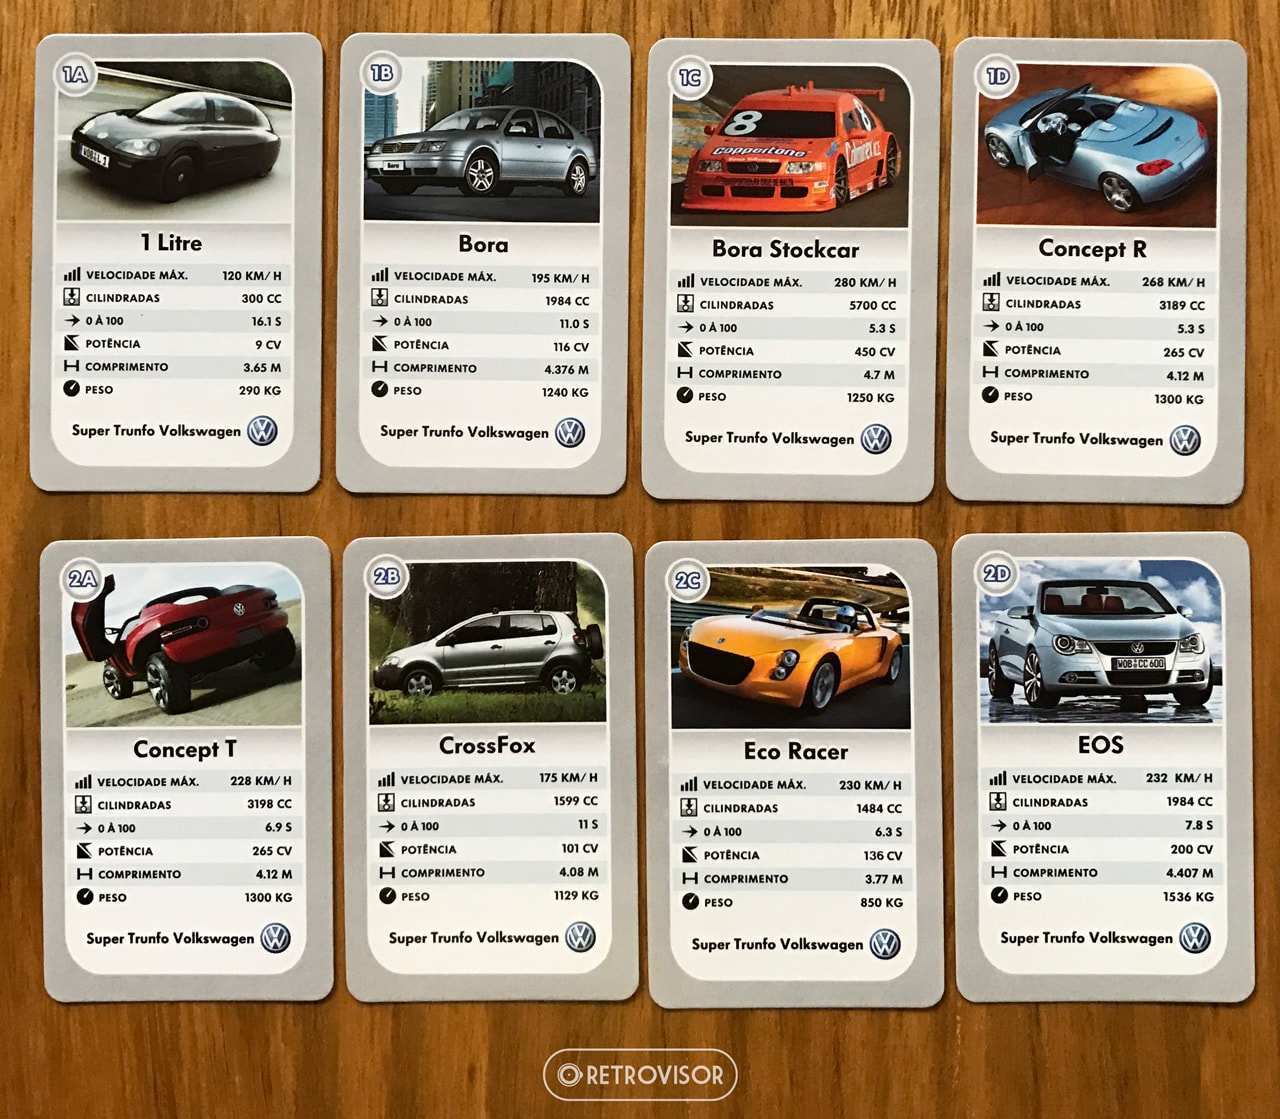 1A
WOB L 1
1 Litre
VELOCIDADE MÁX. 120 KM/H
CILINDRADAS 300 CC
0 À 100 16.1 S
POTÊNCIA 9 CV
COMPRIMENTO 3.65 M
PESO 290 KG
Super Trunfo Volkswagen
1B
Bora
Bora
VELOCIDADE MÁX. 195 KM/H
CILINDRADAS 1984 CC
0 À 100 11.0 S
POTÊNCIA 116 CV
COMPRIMENTO 4.376 M
PESO 1240 KG
Super Trunfo Volkswagen
1C
8
8
Coppertone
Bora Stockcar
VELOCIDADE MÁX. 280 KM/H
CILINDRADAS 5700 CC
0 À 100 5.3 S
POTÊNCIA 450 CV
COMPRIMENTO 4.7 M
PESO 1250 KG
Super Trunfo Volkswagen
1D
Concept R
VELOCIDADE MÁX. 268 KM/H
CILINDRADAS 3189 CC
0 À 100 5.3 S
POTÊNCIA 265 CV
COMPRIMENTO 4.12 M
PESO 1300 KG
Super Trunfo Volkswagen
2A
Concept T
VELOCIDADE MÁX. 228 KM/H
CILINDRADAS 3198 CC
0 À 100 6.9 S
POTÊNCIA 265 CV
COMPRIMENTO 4.12 M
PESO 1300 KG
Super Trunfo Volkswagen
2B
CrossFox
VELOCIDADE MÁX. 175 KM/H
CILINDRADAS 1599 CC
0 À 100 11 S
POTÊNCIA 101 CV
COMPRIMENTO 4.08 M
PESO 1129 KG
Super Trunfo Volkswagen
2C
Eco Racer
VELOCIDADE MÁX. 230 KM/H
CILINDRADAS 1484 CC
0 À 100 6.3 S
POTÊNCIA 136 CV
COMPRIMENTO 3.77 M
PESO 850 KG
Super Trunfo Volkswagen
2D
WOB CC 600
EOS
VELOCIDADE MÁX. 232 KM/H
CILINDRADAS 1984 CC
0 À 100 7.8 S
POTÊNCIA 200 CV
COMPRIMENTO 4.407 M
PESO 1536 KG
Super Trunfo Volkswagen
RETROVISOR